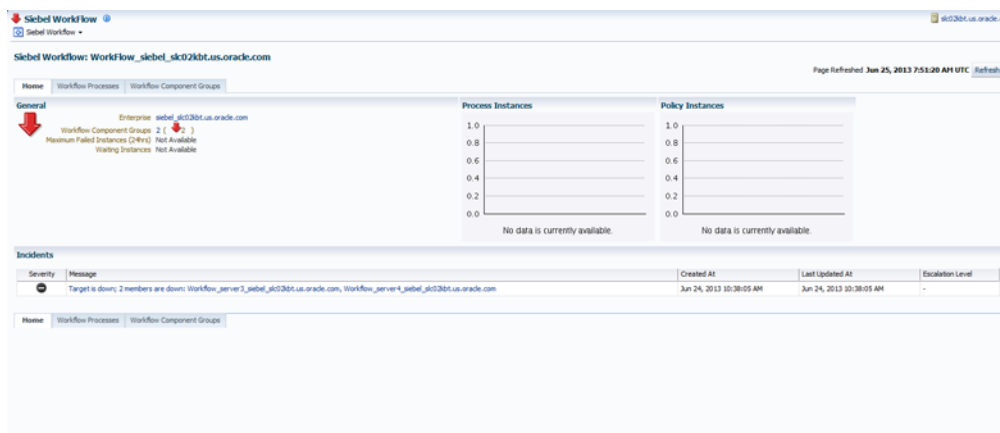 Siebel WorkFlow
slc02kbt.us.oracle.
Siebel Workflow
Siebel Workflow: WorkFlow_siebel_slc02kbt.us.oracle.com
Page Refreshed Jun 25, 2013 7:51:20 AM UTC Refresh
Home Workflow Processes Workflow Component Groups
General
Enterprise siebel_slc02kbt.us.oracle.com
Workflow Component Groups 2 ( 2 )
Maximum Failed Instances (24hrs) Not Available
Waiting Instances Not Available
Process Instances
1.0
0.8
0.6
0.4
0.2
0.0
No data is currently available.
Policy Instances
1.0
0.8
0.6
0.4
0.2
0.0
No data is currently available.
Incidents
Severity Message Created At Last Updated At Escalation Level
Target is down; 2 members are down: Workflow_server3_siebel_slc02kbt.us.oracle.com, Workflow_server4_siebel_slc02kbt.us.oracle.com Jun 24, 2013 10:38:05 AM Jun 24, 2013 10:38:05 AM -
Home Workflow Processes Workflow Component Groups